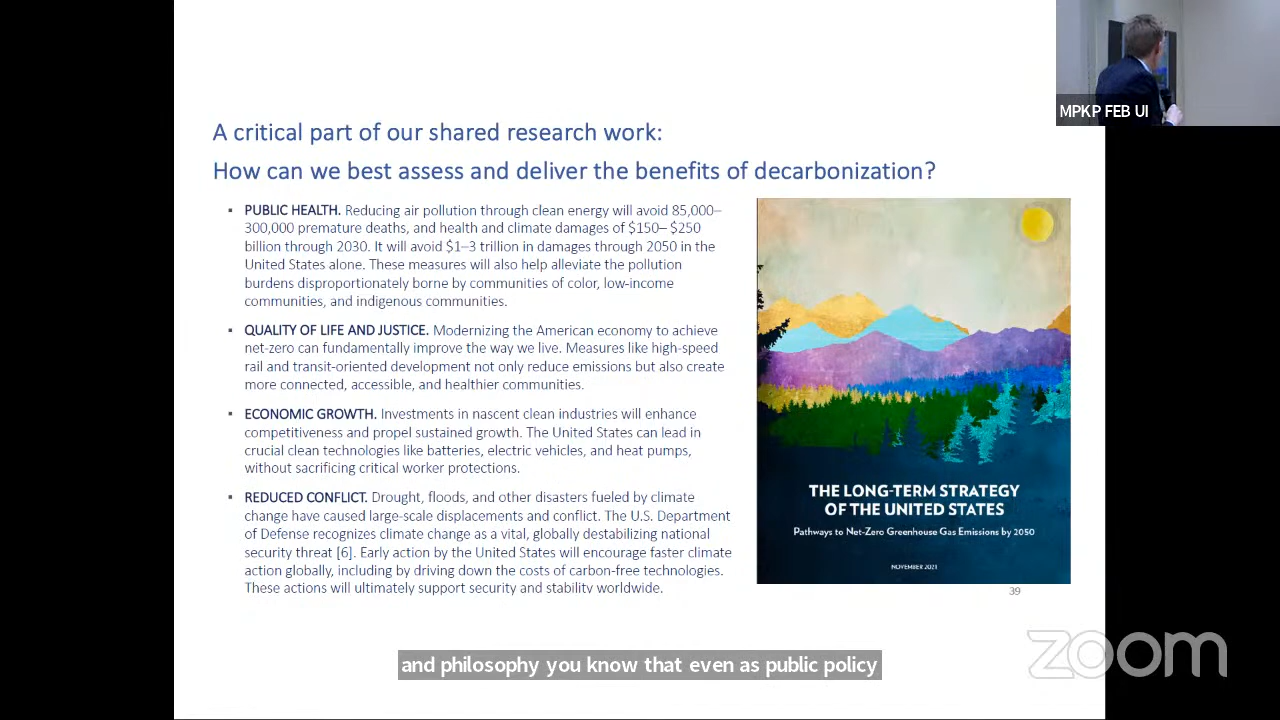 MPKP FEB UI
A critical part of our shared research work:
How can we best assess and deliver the benefits of decarbonization?
▪ PUBLIC HEALTH. Reducing air pollution through clean energy will avoid 85,000–
300,000 premature deaths, and health and climate damages of $150– $250
billion through 2030. It will avoid $1–3 trillion in damages through 2050 in the
United States alone. These measures will also help alleviate the pollution
burdens disproportionately borne by communities of color, low-income
communities, and indigenous communities.
▪ QUALITY OF LIFE AND JUSTICE. Modernizing the American economy to achieve
net-zero can fundamentally improve the way we live. Measures like high-speed
rail and transit-oriented development not only reduce emissions but also create
more connected, accessible, and healthier communities.
▪ ECONOMIC GROWTH. Investments in nascent clean industries will enhance
competitiveness and propel sustained growth. The United States can lead in
crucial clean technologies like batteries, electric vehicles, and heat pumps,
without sacrificing critical worker protections.
▪ REDUCED CONFLICT. Drought, floods, and other disasters fueled by climate
change have caused large-scale displacements and conflict. The U.S. Department
of Defense recognizes climate change as a vital, globally destabilizing national
security threat [6]. Early action by the United States will encourage faster climate
action globally, including by driving down the costs of carbon-free technologies.
These actions will ultimately support security and stability worldwide.
THE LONG-TERM STRATEGY
OF THE UNITED STATES
Pathways to Net-Zero Greenhouse Gas Emissions by 2050
NOVEMBER 2021
39
and philosophy you know that even as public policy
zoom